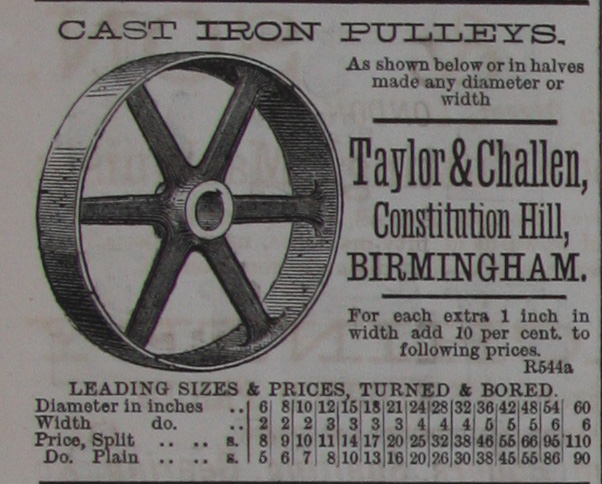 CAST IRON PULLEYS.
As shown below or in halves
made any diameter or
width
Taylor & Challen,
Constitution Hill,
BIRMINGHAM.
For each extra 1 inch in
width add 10 per cent. to
following prices.
R544a
LEADING SIZES & PRICES, TURNED & BORED.
Diameter in inches .. 6 8 10 12 15 18 21 24 28 32 36 42 48 54 60
Width do. .. 2 2 2 3 3 3 3 4 4 4 5 5 5 6 6
Price, Split .. .. s. 8 9 10 11 14 17 20 25 32 38 46 55 66 95 110
Do. Plain .. .. s. 5 6 7 8 10 13 16 20 26 30 38 45 55 86 90